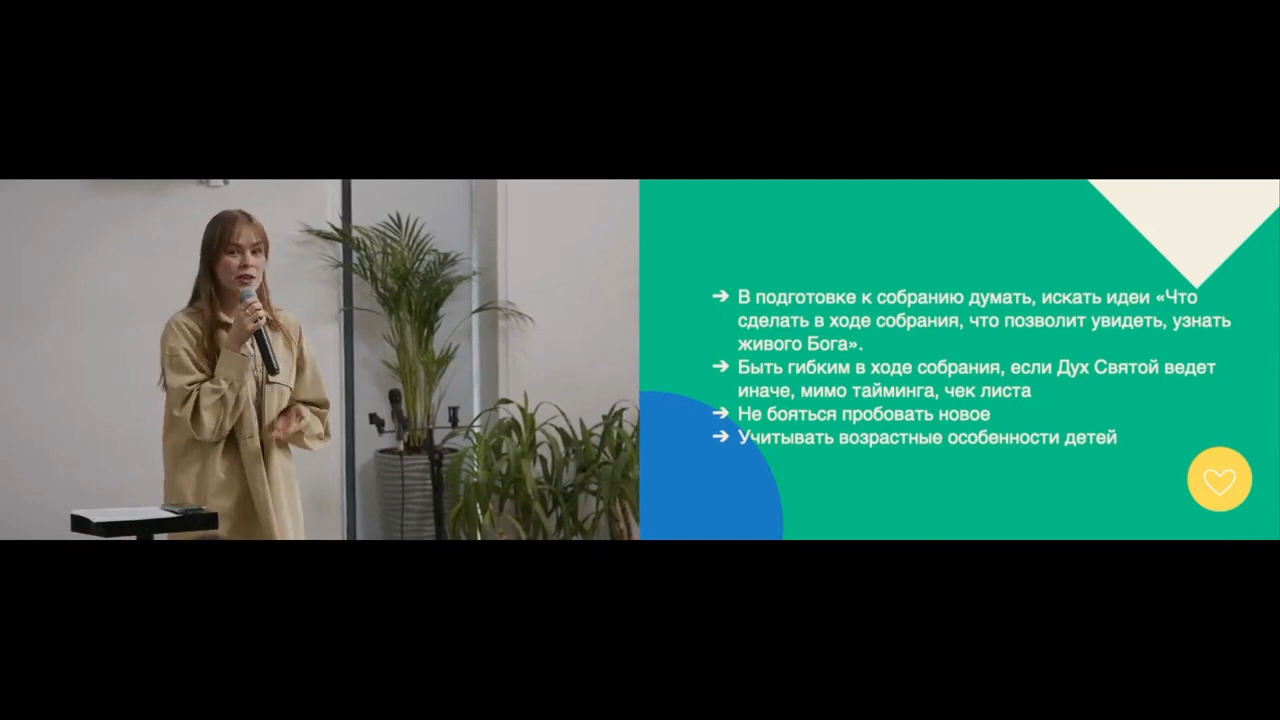 ➔ В подготовке к собранию думать, искать идеи «Что
сделать в ходе собрания, что позволит увидеть, узнать
живого Бога».
➔ Быть гибким в ходе собрания, если Дух Святой ведет
иначе, мимо тайминга, чек листа
➔ Не бояться пробовать новое
➔ Учитывать возрастные особенности детей